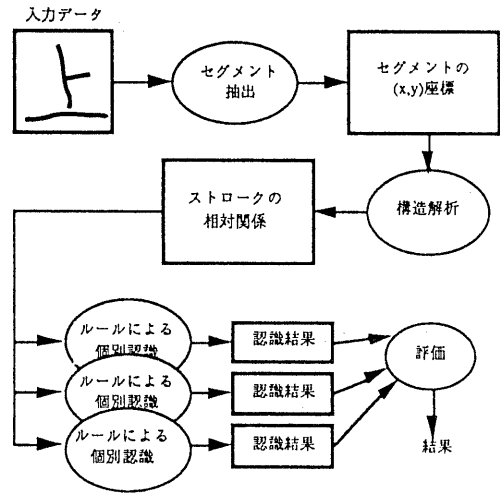 入力データ
上
セグメント
抽出
セグメントの
(x,y)座標
構造解析
ストロークの
相対関係
ルールによる
個別認識
認識結果
ルールによる
個別認識
認識結果
ルールによる
個別認識
認識結果
評価
結果